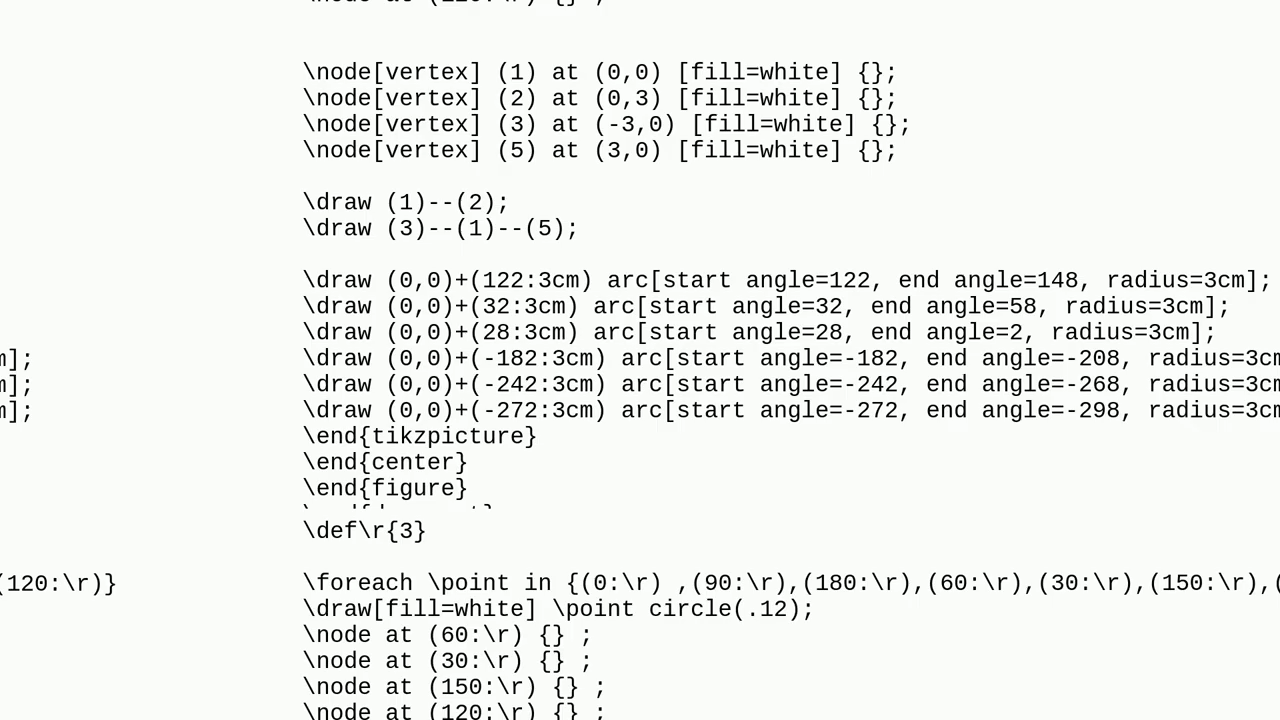 \node at (120:\r) {} ;
\node[vertex] (1) at (0,0) [fill=white] {};
\node[vertex] (2) at (0,3) [fill=white] {};
\node[vertex] (3) at (-3,0) [fill=white] {};
\node[vertex] (5) at (3,0) [fill=white] {};
\draw (1)--(2);
\draw (3)--(1)--(5);
\draw (0,0)+(122:3cm) arc[start angle=122, end angle=148, radius=3cm];
\draw (0,0)+(32:3cm) arc[start angle=32, end angle=58, radius=3cm];
\draw (0,0)+(28:3cm) arc[start angle=28, end angle=2, radius=3cm];
m]; \draw (0,0)+(-182:3cm) arc[start angle=-182, end angle=-208, radius=3cm
m]; \draw (0,0)+(-242:3cm) arc[start angle=-242, end angle=-268, radius=3cm
m]; \draw (0,0)+(-272:3cm) arc[start angle=-272, end angle=-298, radius=3cm
\end{tikzpicture}
\end{center}
\end{figure}
\def\r{3}
(120:\r)} \foreach \point in {(0:\r) ,(90:\r),(180:\r),(60:\r),(30:\r),(150:\r),(
\draw[fill=white] \point circle(.12);
\node at (60:\r) {} ;
\node at (30:\r) {} ;
\node at (150:\r) {} ;
\node at (120:\r) {} ;